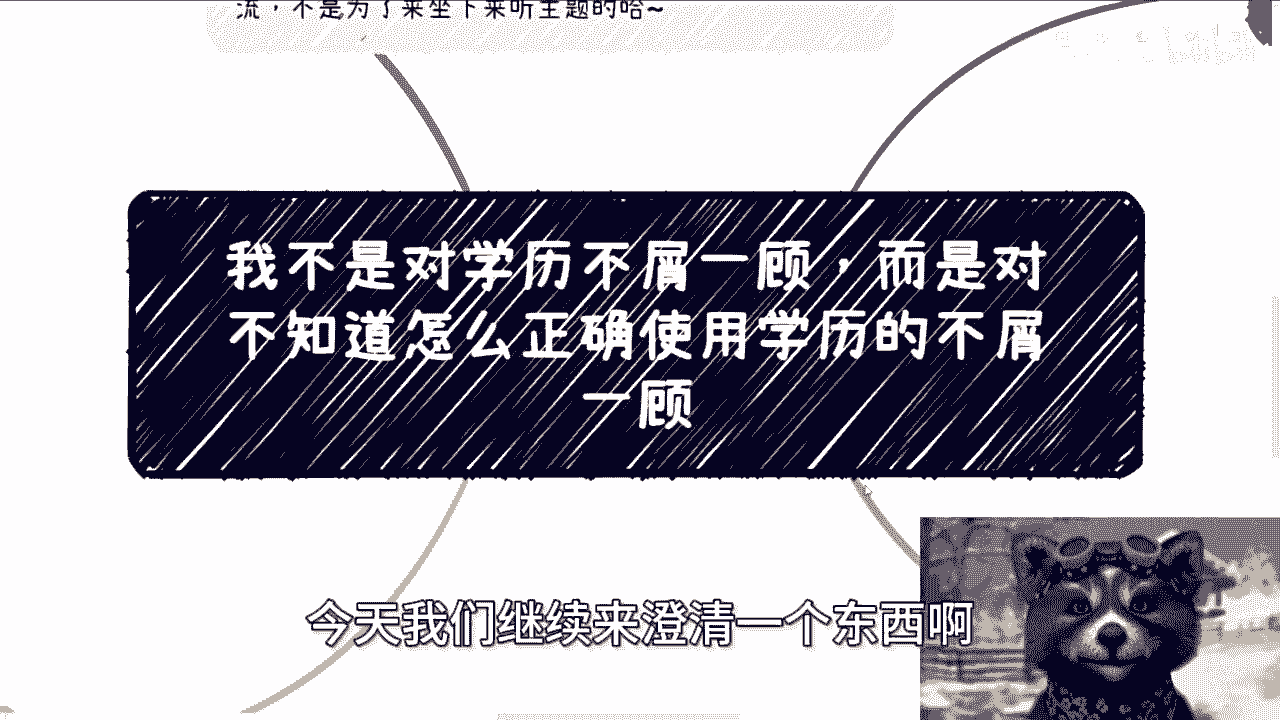 流，不是为了来坐下来听主题的哈~
我不是对学历不屑一顾，而是对
不知道怎么正确使用学历的不屑
一顾
今天我们继续来澄清一个东西啊